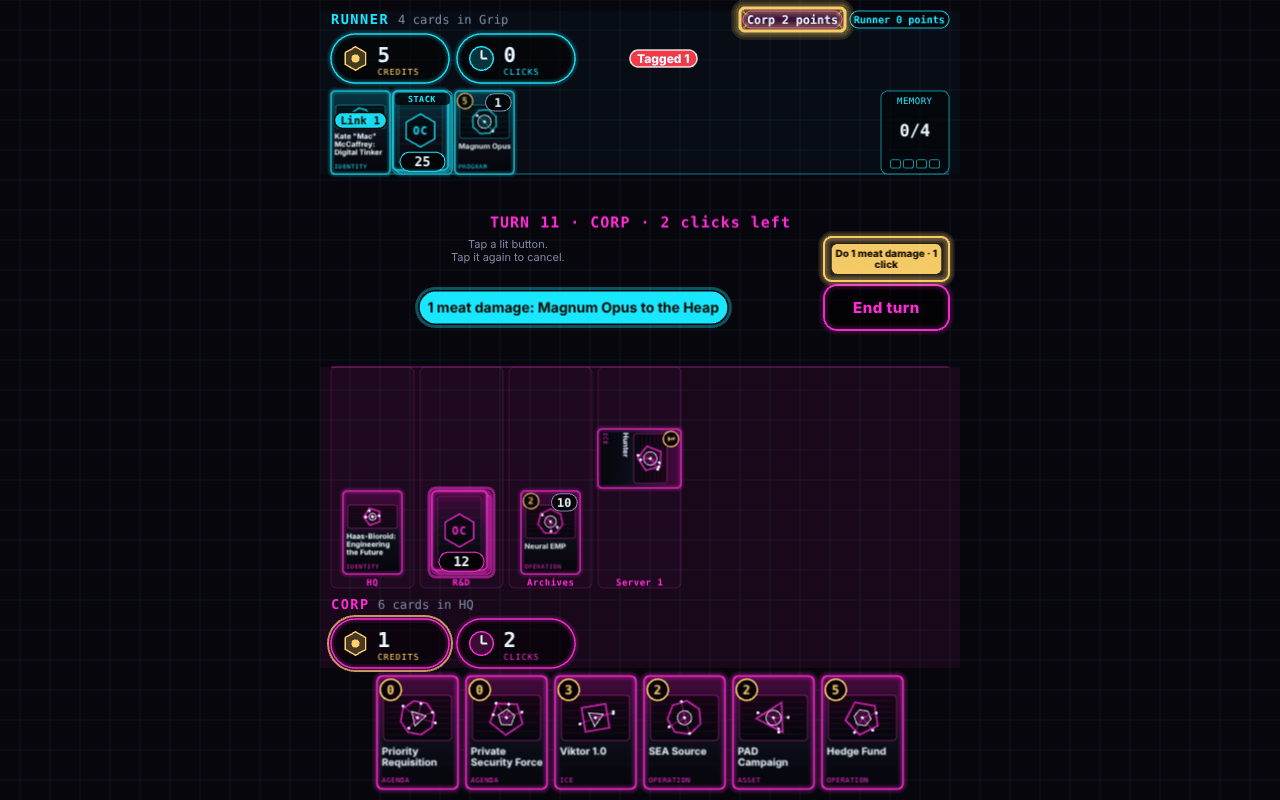 RUNNER 4 cards in Grip
Corp 2 points
Runner 0 points
5
CREDITS
0
CLICKS
Tagged 1
Link 1
Kate "Mac"
McCaffrey:
Digital Tinker
IDENTITY
STACK
OC
25
5
1
Magnum Opus
PROGRAM
MEMORY
0/4
TURN 11 · CORP · 2 clicks left
Tap a lit button.
Tap it again to cancel.
Do 1 meat damage · 1
click
1 meat damage: Magnum Opus to the Heap
End turn
1
Hunter
ICE
Haas-Bioroid:
Engineering
the Future
IDENTITY
HQ
OC
12
R&D
2
10
Neural EMP
OPERATION
Archives
Server 1
CORP 6 cards in HQ
1
CREDITS
2
CLICKS
0
Priority
Requisition
AGENDA
0
Private
Security Force
AGENDA
3
Viktor 1.0
ICE
2
SEA Source
OPERATION
2
PAD
Campaign
ASSET
5
Hedge Fund
OPERATION